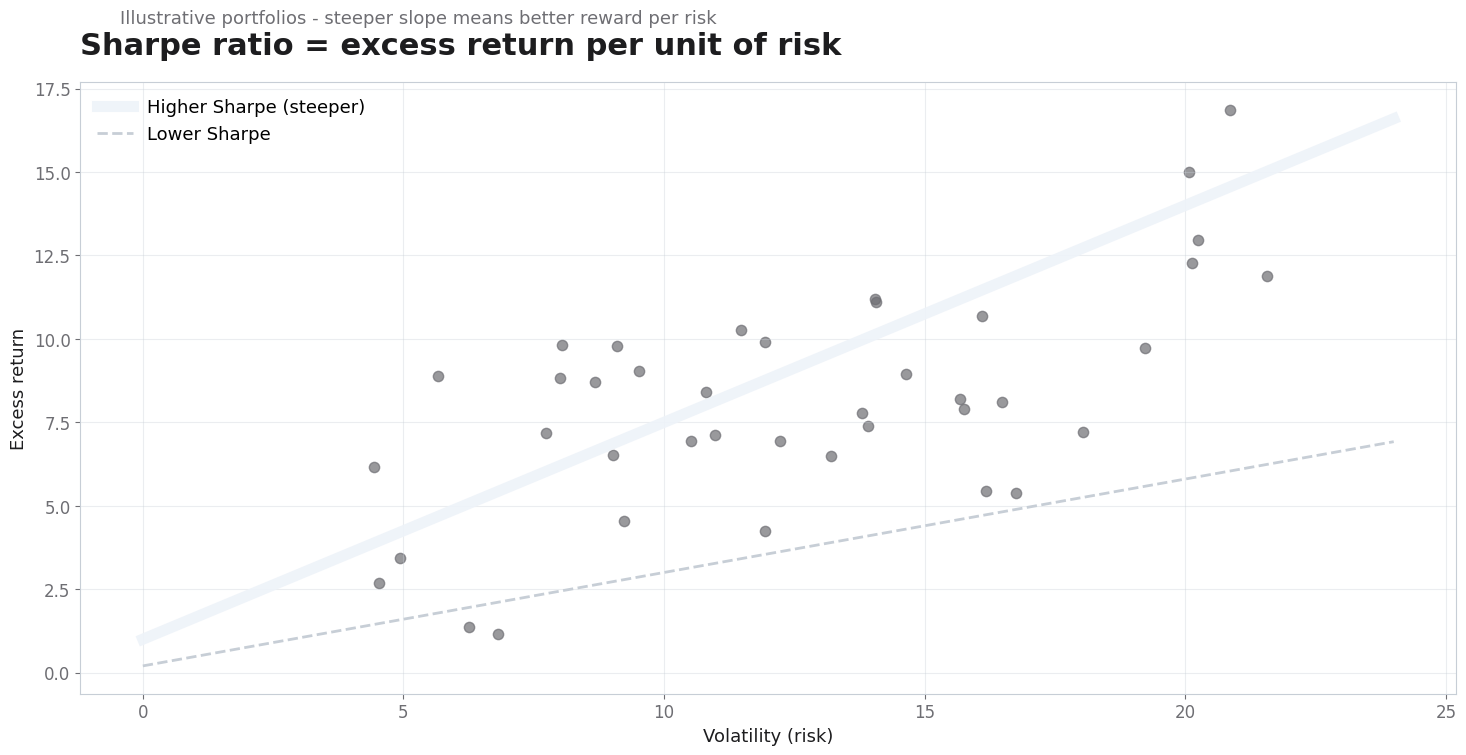 Illustrative portfolios - steeper slope means better reward per risk
Sharpe ratio = excess return per unit of risk
Higher Sharpe (steeper)
Lower Sharpe
Excess return
17.5
15.0
12.5
10.0
7.5
5.0
2.5
0.0
0 5 10 15 20 25
Volatility (risk)